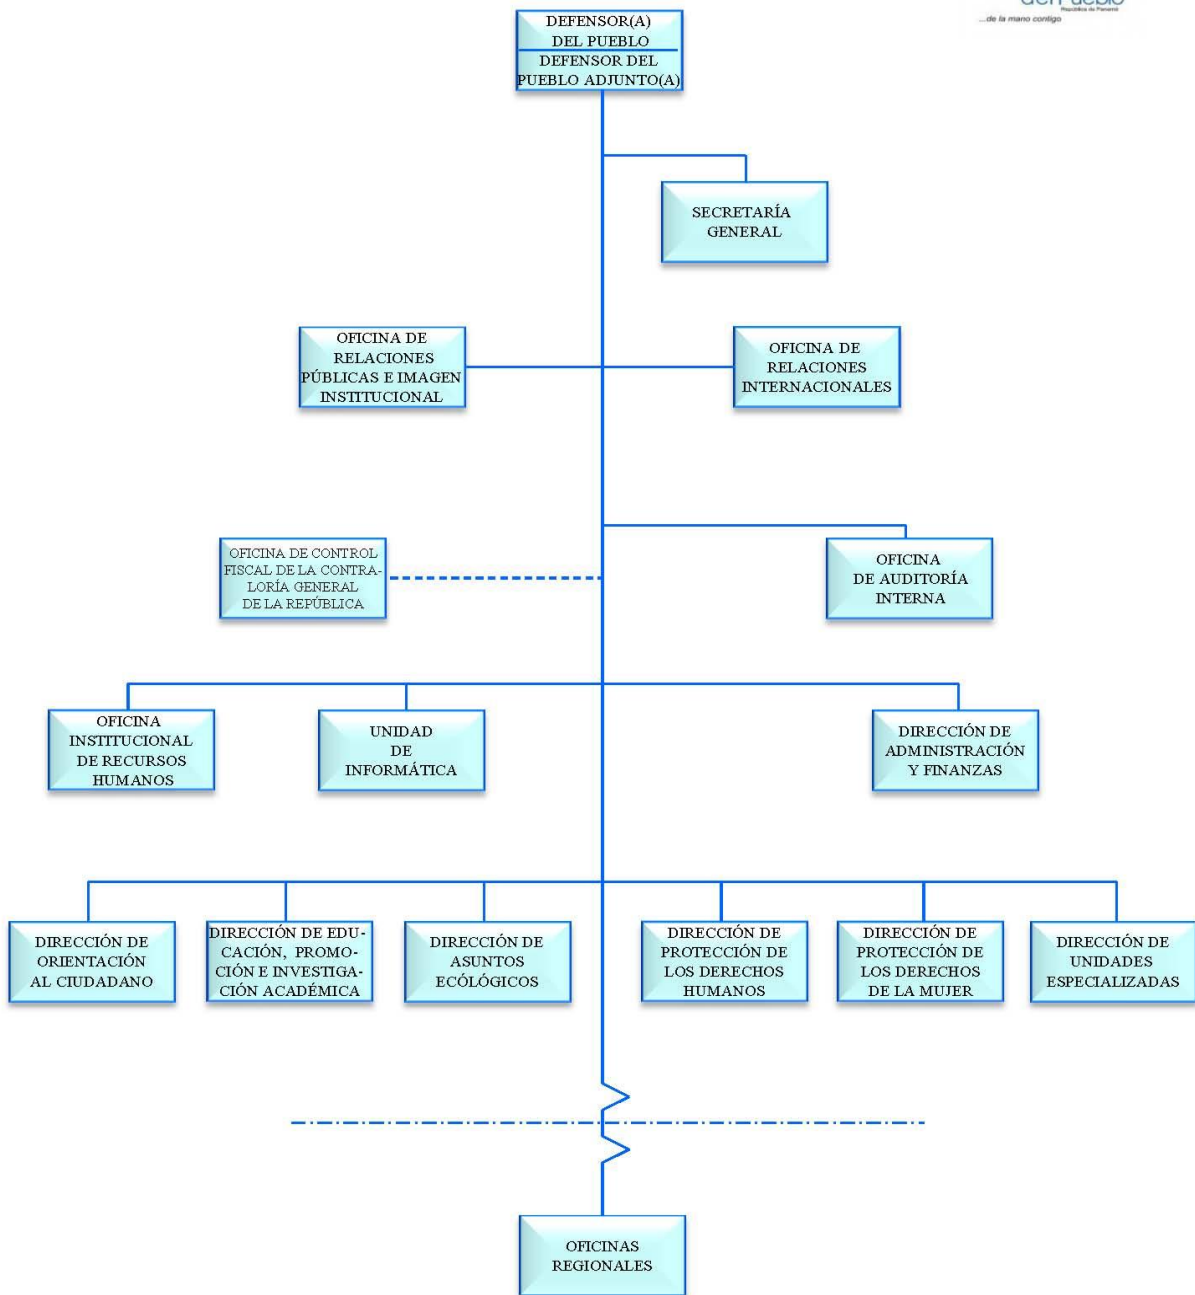 República de Panamá
...de la mano contigo
DEFENSOR(A)
DEL PUEBLO
DEFENSOR DEL
PUEBLO ADJUNTO(A)
SECRETARÍA
GENERAL
OFICINA DE
RELACIONES
PÚBLICAS E IMAGEN
INSTITUCIONAL
OFICINA DE
RELACIONES
INTERNACIONALES
OFICINA DE CONTROL
FISCAL DE LA CONTRA-
LORÍA GENERAL
DE LA REPÚBLICA
OFICINA
DE AUDITORÍA
INTERNA
OFICINA
INSTITUCIONAL
DE RECURSOS
HUMANOS
UNIDAD
DE
INFORMÁTICA
DIRECCIÓN DE
ADMINISTRACIÓN
Y FINANZAS
DIRECCIÓN DE
ORIENTACIÓN
AL CIUDADANO
DIRECCIÓN DE EDU-
CACIÓN, PROMO-
CIÓN E INVESTIGA-
CIÓN ACADÉMICA
DIRECCIÓN DE
ASUNTOS
ECÓLÓGICOS
DIRECCIÓN DE
PROTECCIÓN DE
LOS DERECHOS
HUMANOS
DIRECCIÓN DE
PROTECCIÓN DE
LOS DERECHOS
DE LA MUJER
DIRECCIÓN DE
UNIDADES
ESPECIALIZADAS
OFICINAS
REGIONALES